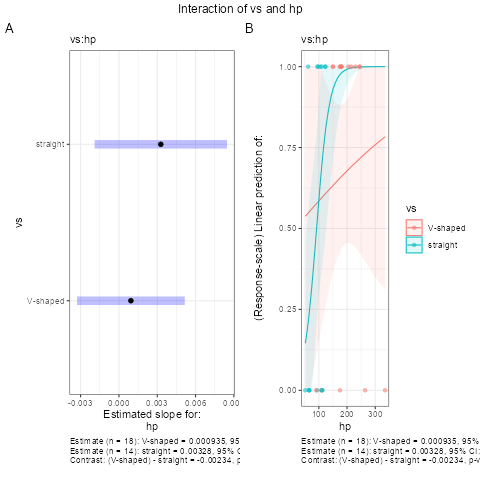 Interaction of vs and hp
A
B
vs:hp
straight
V-shaped
vs
-0.003
0.000
0.003
0.006
0.00
Estimated slope for:
hp
Estimate (n = 18): V-shaped = 0.000935, 95
Estimate (n = 14): straight = 0.00328, 95%
Contrast: (V-shaped) - straight = -0.00234, p
vs:hp
1.00
0.75
0.50
0.25
0.00
(Response-scale) Linear prediction of:
100
200
300
hp
vs
V-shaped
straight
Estimate (n = 18): V-shaped = 0.000935, 95
Estimate (n = 14): straight = 0.00328, 95% CI:
Contrast: (V-shaped) - straight = -0.00234, p-v